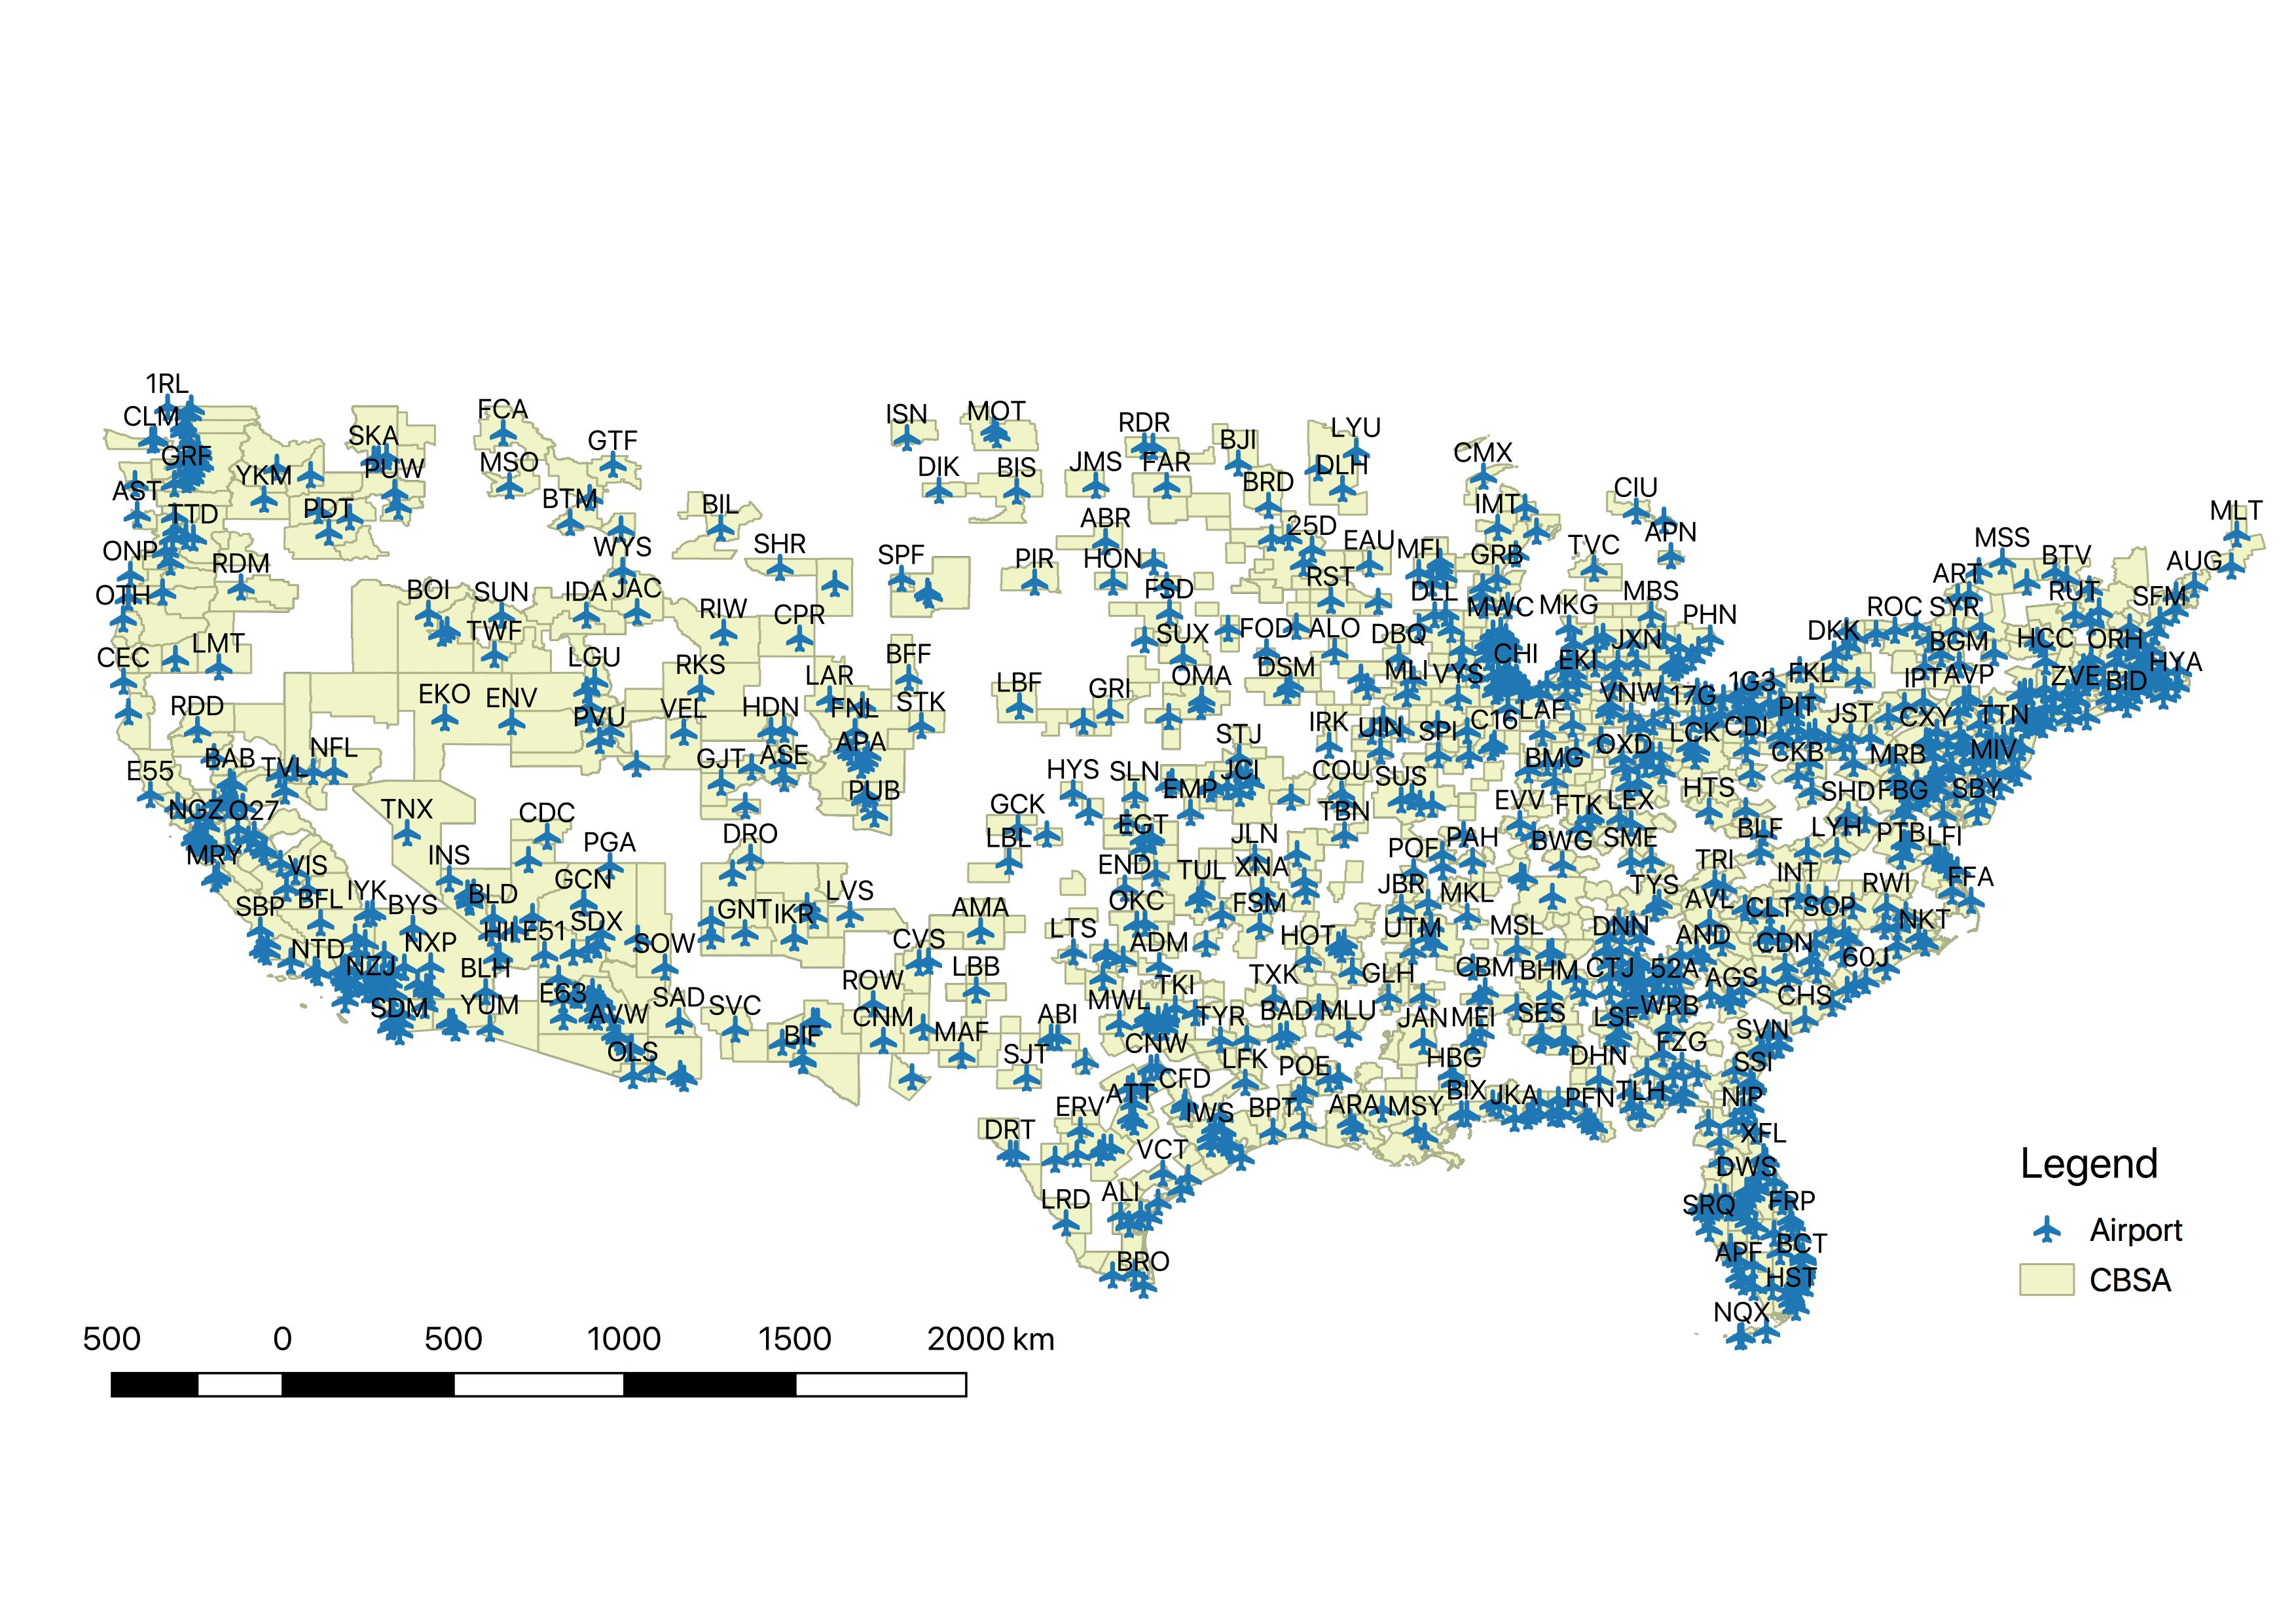 1RL
CLM
GRF
AST
TTD
ONP
OTH
CEC
LMT
RDM
YKM
PDT
SKA
PUW
FCA
MSO
GTF
BTM
WYS
BIL
SHR
BOI
SUN
TWF
IDA
JAC
RIW
CPR
SPF
ISN
MOT
DIK
BIS
JMS
RDR
FAR
BJI
BRD
LYU
DLH
ABR
PIR
HON
FSD
25D
EAU
RST
MFI
GRB
DLL
MWC
CMX
IMT
CIU
APN
TVC
MBS
MKG
PHN
JXN
EKI
CHI
MSS
ART
BTV
RUT
AUG
MLT
SFM
ROC
SYR
DKK
BGM
HCC
ORH
HYA
BID
ZVE
RDD
BAB
TVL
NFL
E55
NGZ
O27
MRY
EKO
ENV
LGU
PVU
RKS
VEL
HDN
LAR
FNL
APA
BFF
STK
LBF
GRI
SUX
FOD
ALO
DBQ
DSM
OMA
MLI
VYS
VNW
17G
1G3
FKL
IPT
AVP
IRK
UIN
SPI
C16
LAF
BMG
OXD
LCK
CDI
PIT
JST
CXY
TTN
CKB
MRB
MIV
STJ
JCI
GJT
ASE
PUB
HYS
SLN
EMP
COU
SUS
TBN
EVV
FTK
LEX
HTS
SHD
FBG
SBY
TNX
CDC
PGA
DRO
GCK
LBL
EGT
JLN
POF
PAH
BWG
SME
BLF
LYH
PTB
LFI
VIS
INS
GCN
BLD
IYK
BYS
BFL
SBP
END
TUL
XNA
JBR
MKL
TRI
INT
RWI
FFA
TYS
AVL
CLT
SOP
NKT
LVS
GNT
IKR
AMA
OKC
FSM
LTS
ADM
HOT
UTM
MSL
DNN
AND
CDN
60J
NTD
NZJ
NXP
HII
E51
SDX
SOW
BLH
SDM
YUM
E63
AVW
SAD
SVC
CVS
ROW
LBB
TXK
GLH
CBM
BHM
CTJ
52A
AGS
CHS
CNM
BIF
MAF
ABI
MWL
TKI
TYR
BAD
MLU
JAN
MEI
SES
LSF
WRB
SVN
OLS
SJT
CNW
LFK
POE
HBG
DHN
FZG
SSI
ERV
ATT
CFD
IWS
BPT
ARA
MSY
BIX
JKA
PFN
TLH
NIP
DRT
VCT
XFL
DWS
LRD
ALI
SRQ
FRP
APF
BCT
BRO
HST
NQX
Legend
Airport
CBSA
500 0 500 1000 1500 2000 km